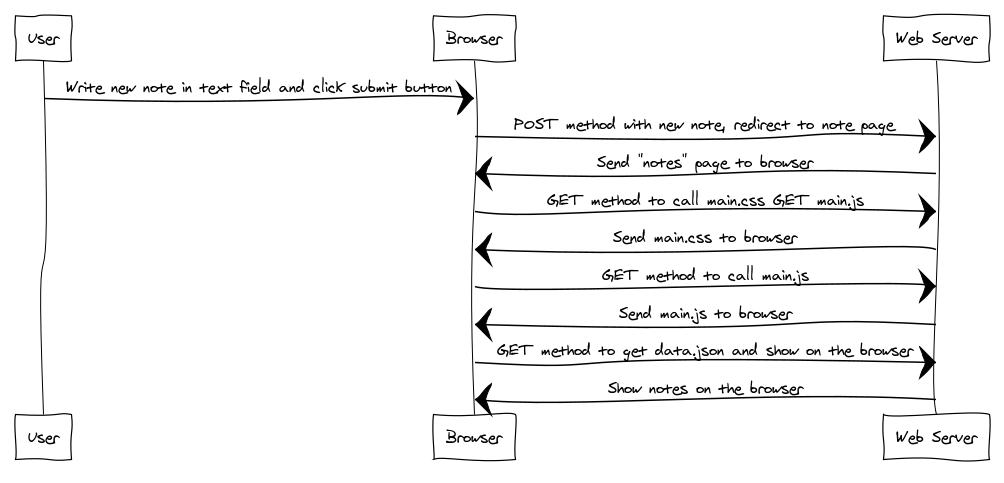 User Browser Web Server
Write new note in text field and click submit button
POST method with new note, redirect to note page
Send "notes" page to browser
GET method to call main.css GET main.js
Send main.css to browser
GET method to call main.js
Send main.js to browser
GET method to get data.json and show on the browser
Show notes on the browser
User Browser Web Server